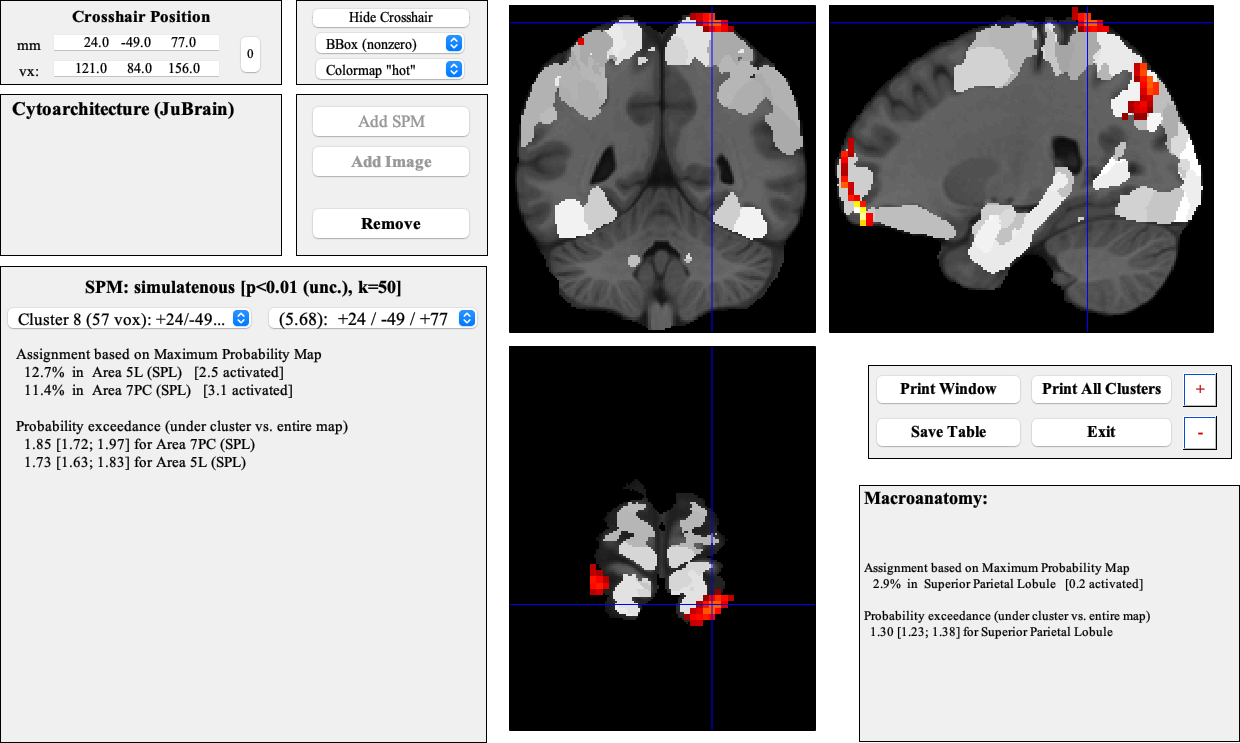 Crosshair Position
mm 24.0 -49.0 77.0
vx: 121.0 84.0 156.0
0
Hide Crosshair
BBox (nonzero)
Colormap "hot"
Cytoarchitecture (JuBrain)
Add SPM
Add Image
Remove
SPM: simulatenous [p<0.01 (unc.), k=50]
Cluster 8 (57 vox): +24/-49... (5.68): +24 / -49 / +77
Assignment based on Maximum Probability Map
12.7% in Area 5L (SPL) [2.5 activated]
11.4% in Area 7PC (SPL) [3.1 activated]
Probability exceedance (under cluster vs. entire map)
1.85 [1.72; 1.97] for Area 7PC (SPL)
1.73 [1.63; 1.83] for Area 5L (SPL)
Print Window Print All Clusters +
Save Table Exit -
Macroanatomy:
Assignment based on Maximum Probability Map
2.9% in Superior Parietal Lobule [0.2 activated]
Probability exceedance (under cluster vs. entire map)
1.30 [1.23; 1.38] for Superior Parietal Lobule